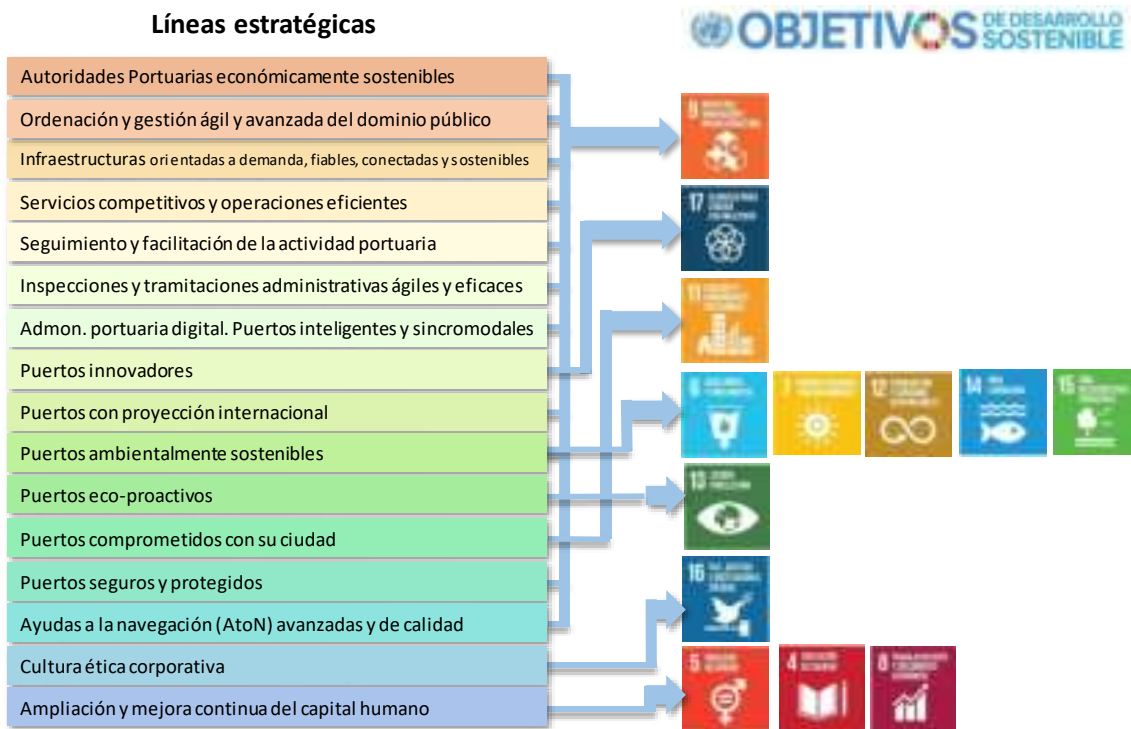 Líneas estratégicas
OBJETIVOS DE DESARROLLO
SOSTENIBLE
Autoridades Portuarias económicamente sostenibles
Ordenación y gestión ágil y avanzada del dominio público
Infraestructuras orientadas a demanda, fiables, conectadas y sostenibles
Servicios competitivos y operaciones eficientes
Seguimiento y facilitación de la actividad portuaria
Inspecciones y tramitaciones administrativas ágiles y eficaces
Admon. portuaria digital. Puertos inteligentes y sincromodales
Puertos innovadores
Puertos con proyección internacional
Puertos ambientalmente sostenibles
Puertos eco-proactivos
Puertos comprometidos con su ciudad
Puertos seguros y protegidos
Ayudas a la navegación (AtoN) avanzadas y de calidad
Cultura ética corporativa
Ampliación y mejora continua del capital humano
9
17
11
6
7
12
14
15
13
16
5
4
8